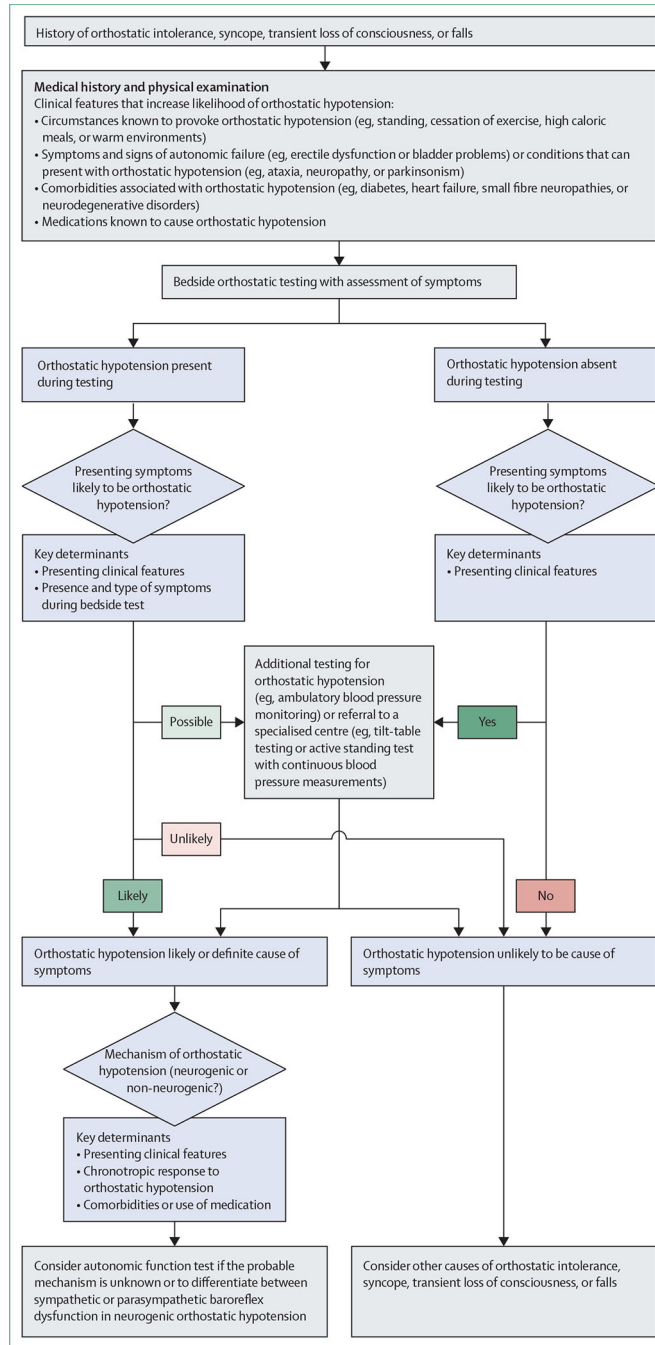 History of orthostatic intolerance, syncope, transient loss of consciousness, or falls
Medical history and physical examination
Clinical features that increase likelihood of orthostatic hypotension:
• Circumstances known to provoke orthostatic hypotension (eg, standing, cessation of exercise, high caloric
meals, or warm environments)
• Symptoms and signs of autonomic failure (eg, erectile dysfunction or bladder problems) or conditions that can
present with orthostatic hypotension (eg, ataxia, neuropathy, or parkinsonism)
• Comorbidities associated with orthostatic hypotension (eg, diabetes, heart failure, small fibre neuropathies, or
neurodegenerative disorders)
• Medications known to cause orthostatic hypotension
Bedside orthostatic testing with assessment of symptoms
Orthostatic hypotension present
during testing
Orthostatic hypotension absent
during testing
Presenting symptoms
likely to be orthostatic
hypotension?
Presenting symptoms
likely to be orthostatic
hypotension?
Key determinants
• Presenting clinical features
• Presence and type of symptoms
during bedside test
Key determinants
• Presenting clinical features
Additional testing for
orthostatic hypotension
(eg, ambulatory blood pressure
monitoring) or referral to a
specialised centre (eg, tilt-table
testing or active standing test
with continuous blood
pressure measurements)
Possible
Yes
Unlikely
Likely
No
Orthostatic hypotension likely or definite cause of
symptoms
Orthostatic hypotension unlikely to be cause of
symptoms
Mechanism of orthostatic
hypotension (neurogenic or
non-neurogenic?)
Key determinants
• Presenting clinical features
• Chronotropic response to
orthostatic hypotension
• Comorbidities or use of medication
Consider autonomic function test if the probable
mechanism is unknown or to differentiate between
sympathetic or parasympathetic baroreflex
dysfunction in neurogenic orthostatic hypotension
Consider other causes of orthostatic intolerance,
syncope, transient loss of consciousness, or falls